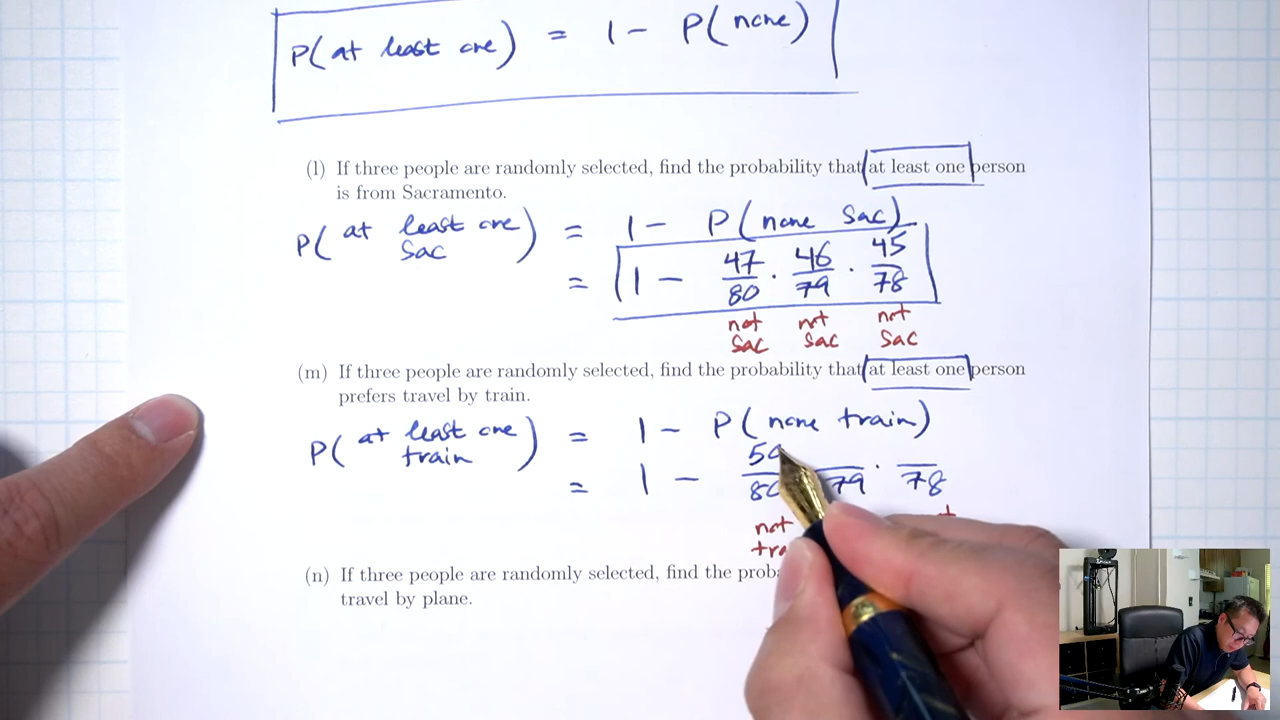 P(at least one) = 1 - P(none)
(l) If three people are randomly selected, find the probability that at least one person
is from Sacramento.
P(at least one Sac) = 1 - P(none Sac)
= 1 - 47/80 · 46/79 · 45/78
not Sac not Sac not Sac
(m) If three people are randomly selected, find the probability that at least one person
prefers travel by train.
P(at least one train) = 1 - P(none train)
= 1 - /80 /79 · /78
not
(n) If three people are randomly selected, find the
travel by plane.